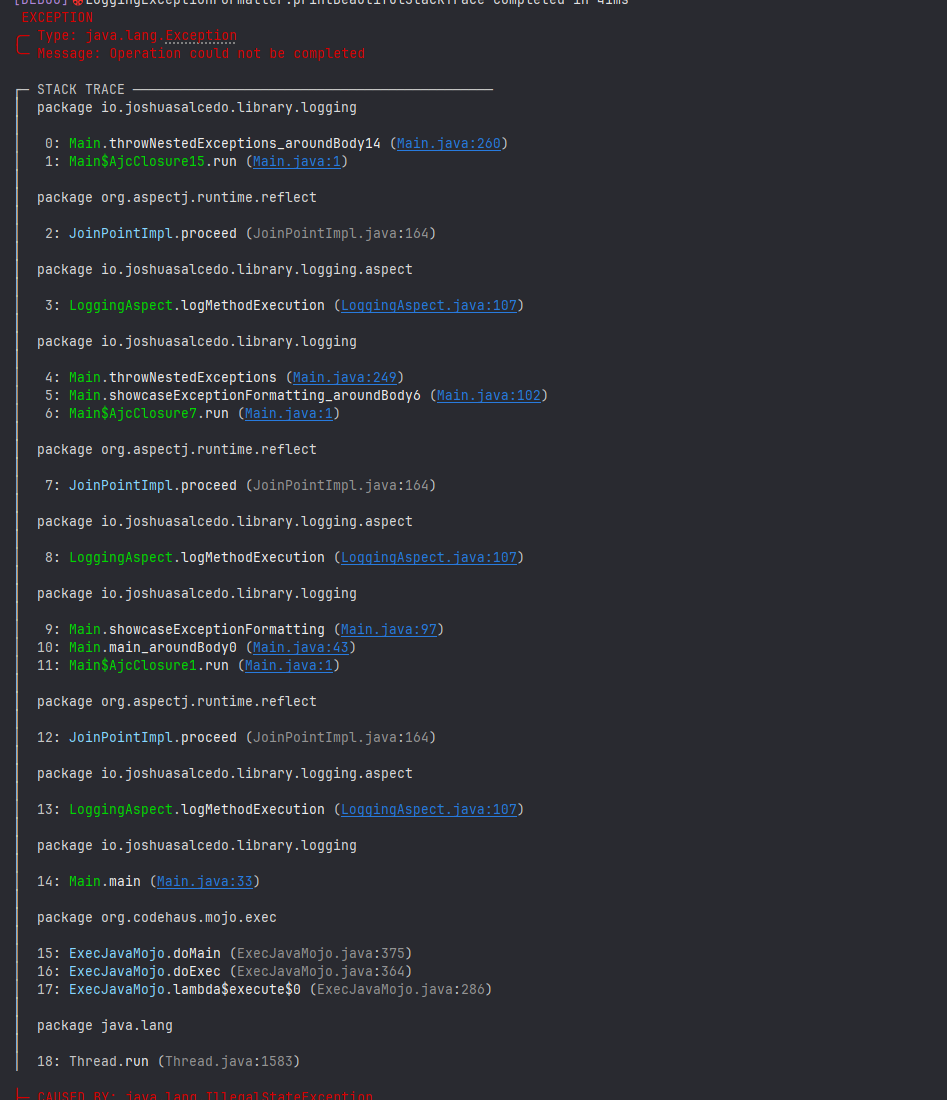 [DEBUG] LoggingExceptionFormatter.printBeautifulStackTrace completed in 41ms
EXCEPTION
Type: java.lang.Exception
Message: Operation could not be completed
STACK TRACE
package io.joshuasalcedo.library.logging
0: Main.throwNestedExceptions_aroundBody14 (Main.java:260)
1: Main$AjcClosure15.run (Main.java:1)
package org.aspectj.runtime.reflect
2: JoinPointImpl.proceed (JoinPointImpl.java:164)
package io.joshuasalcedo.library.logging.aspect
3: LoggingAspect.logMethodExecution (LoggingAspect.java:107)
package io.joshuasalcedo.library.logging
4: Main.throwNestedExceptions (Main.java:249)
5: Main.showcaseExceptionFormatting_aroundBody6 (Main.java:102)
6: Main$AjcClosure7.run (Main.java:1)
package org.aspectj.runtime.reflect
7: JoinPointImpl.proceed (JoinPointImpl.java:164)
package io.joshuasalcedo.library.logging.aspect
8: LoggingAspect.logMethodExecution (LoggingAspect.java:107)
package io.joshuasalcedo.library.logging
9: Main.showcaseExceptionFormatting (Main.java:97)
10: Main.main_aroundBody0 (Main.java:43)
11: Main$AjcClosure1.run (Main.java:1)
package org.aspectj.runtime.reflect
12: JoinPointImpl.proceed (JoinPointImpl.java:164)
package io.joshuasalcedo.library.logging.aspect
13: LoggingAspect.logMethodExecution (LoggingAspect.java:107)
package io.joshuasalcedo.library.logging
14: Main.main (Main.java:33)
package org.codehaus.mojo.exec
15: ExecJavaMojo.doMain (ExecJavaMojo.java:375)
16: ExecJavaMojo.doExec (ExecJavaMojo.java:364)
17: ExecJavaMojo.lambda$execute$0 (ExecJavaMojo.java:286)
package java.lang
18: Thread.run (Thread.java:1583)
CAUSED BY: java.lang.IllegalStateException